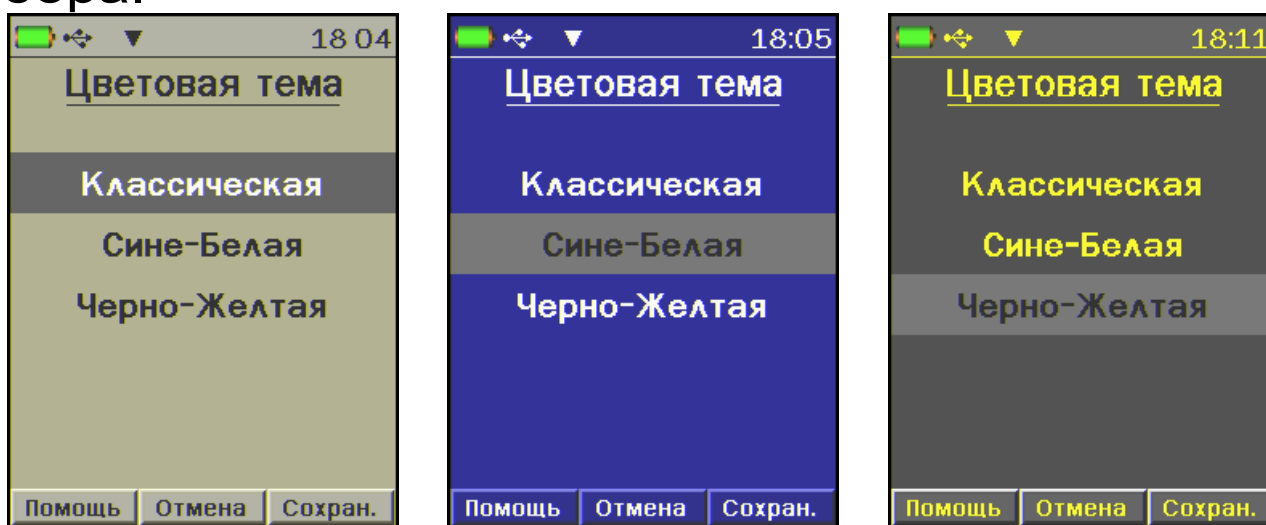 18 04
Цветовая тема
Классическая
Сине-Белая
Черно-Желтая
Помощь Отмена Сохран.
18:05
Цветовая тема
Классическая
Сине-Белая
Черно-Желтая
Помощь Отмена Сохран.
18:11
Цветовая тема
Классическая
Сине-Белая
Черно-Желтая
Помощь Отмена Сохран.